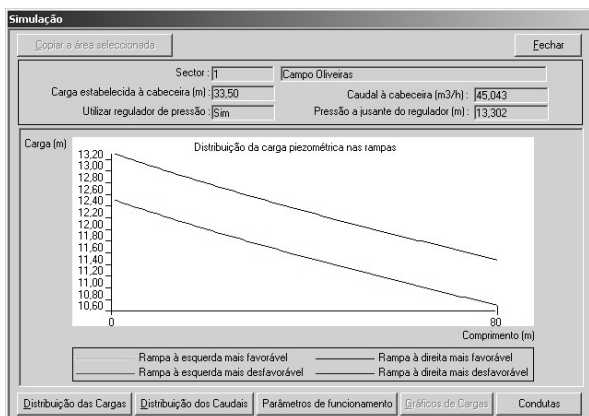 Simulação
Copiar a área seleccionada
Fechar
Sector : 1 Campo Oliveiras
Carga estabelecida à cabeceira (m) : 33,50 Caudal à cabeceira (m3/h) : 45,043
Utilizar regulador de pressão : Sim Pressão a jusante do regulador (m) : 13,302
Carga (m)
Distribuição da carga piezométrica nas rampas
13,20
13,00
12,80
12,60
12,40
12,20
12,00
11,80
11,60
11,40
11,20
11,00
10,80
10,60
0 80
Comprimento (m)
Rampa à esquerda mais favorável Rampa à direita mais favorável
Rampa à esquerda mais desfavorável Rampa à direita mais desfavorável
Distribuição das Cargas Distribuição dos Caudais Parâmetros de funcionamento Gráficos de Cargas Condutas